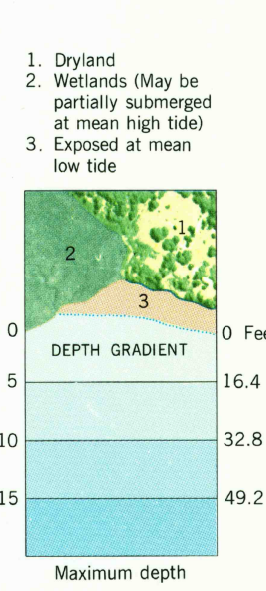 1. Dryland
2. Wetlands (May be
partially submerged
at mean high tide)
3. Exposed at mean
low tide
1
2
3
0 0
DEPTH GRADIENT
5 16.4
10 32.8
15 49.2
Maximum depth